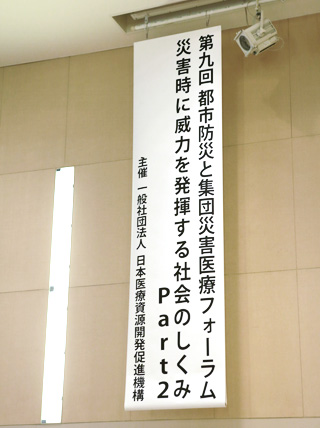 第九回 都市防災と集団災害医療フォーラム
災害時に威力を発揮する社会のしくみ
Part2
主催 一般社団法人 日本医療資源開発促進機構